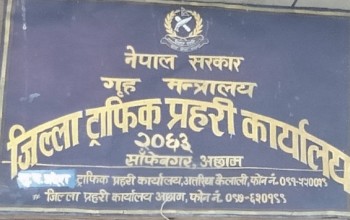 नेपाल सरकार
गृह मन्त्रालय
जिल्ला ट्राफिक प्रहरी कार्यालय
२०६३
साँफेबगर, अछाम
ट्राफिक प्रहरी कार्यालय, अत्तरिया कैलाली, फोन नं.
जिल्ला प्रहरी कार्यालय अछाम, फोन नं.